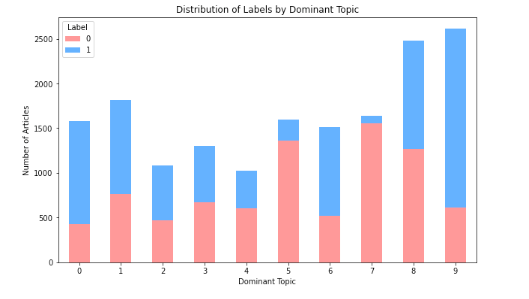 Distribution of Labels by Dominant Topic
Label
0
1
Number of Articles
2500
2000
1500
1000
500
0
0 1 2 3 4 5 6 7 8 9
Dominant Topic